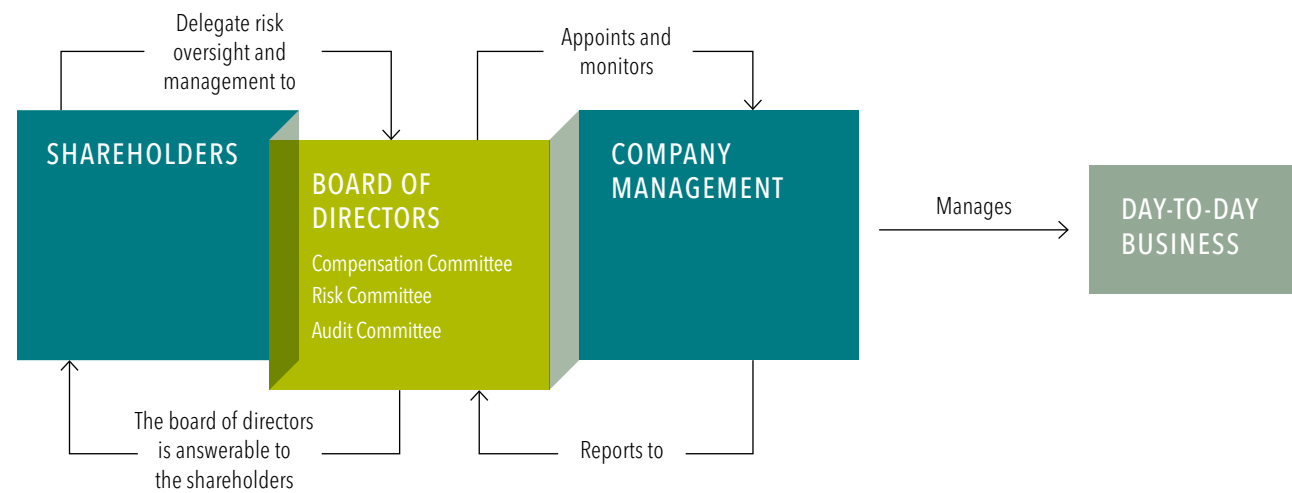 Delegate risk
oversight and
management to
Appoints and
monitors
SHAREHOLDERS
BOARD OF
DIRECTORS
Compensation Committee
Risk Committee
Audit Committee
COMPANY
MANAGEMENT
Manages
DAY-TO-DAY
BUSINESS
The board of directors
is answerable to
the shareholders
Reports to